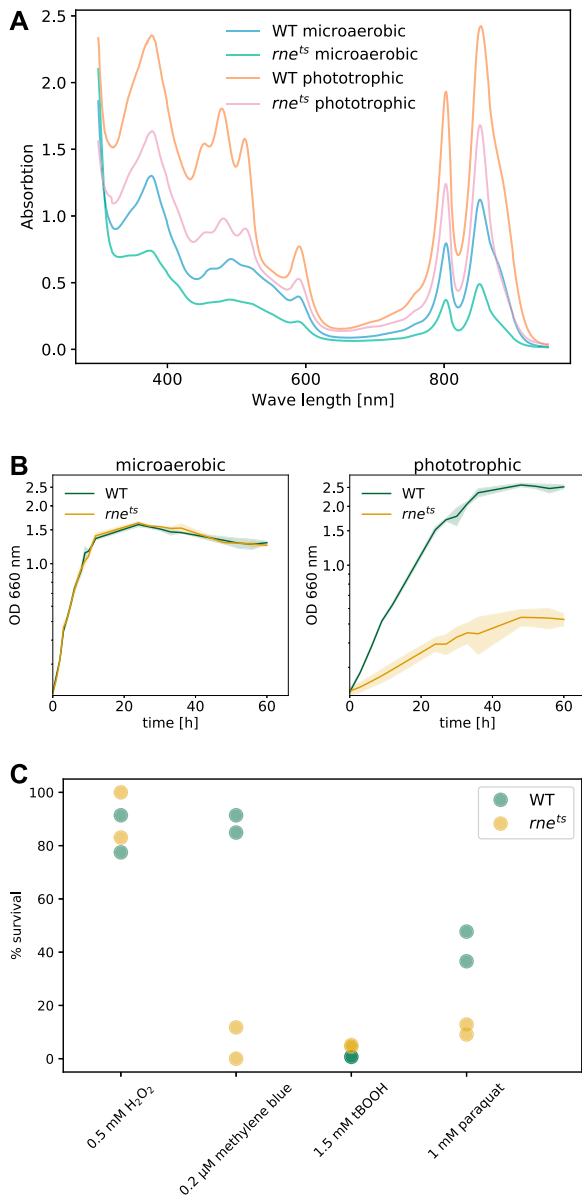 A
WT microaerobic
rne^ts microaerobic
WT phototrophic
rne^ts phototrophic
2.5
2.0
1.5
1.0
0.5
0.0
Absorbtion
400
600
800
Wave length [nm]
B
microaerobic
WT
rne^ts
2.5
1.5
1.0
OD 660 nm
0
20
40
60
time [h]
phototrophic
WT
rne^ts
2.5
1.5
1.0
OD 660 nm
0
20
40
60
time [h]
C
WT
rne^ts
100
80
60
40
20
0
% survival
0.5 mM H₂O₂
0.2 µM methylene blue
1.5 mM tBOOH
1 mM paraquat